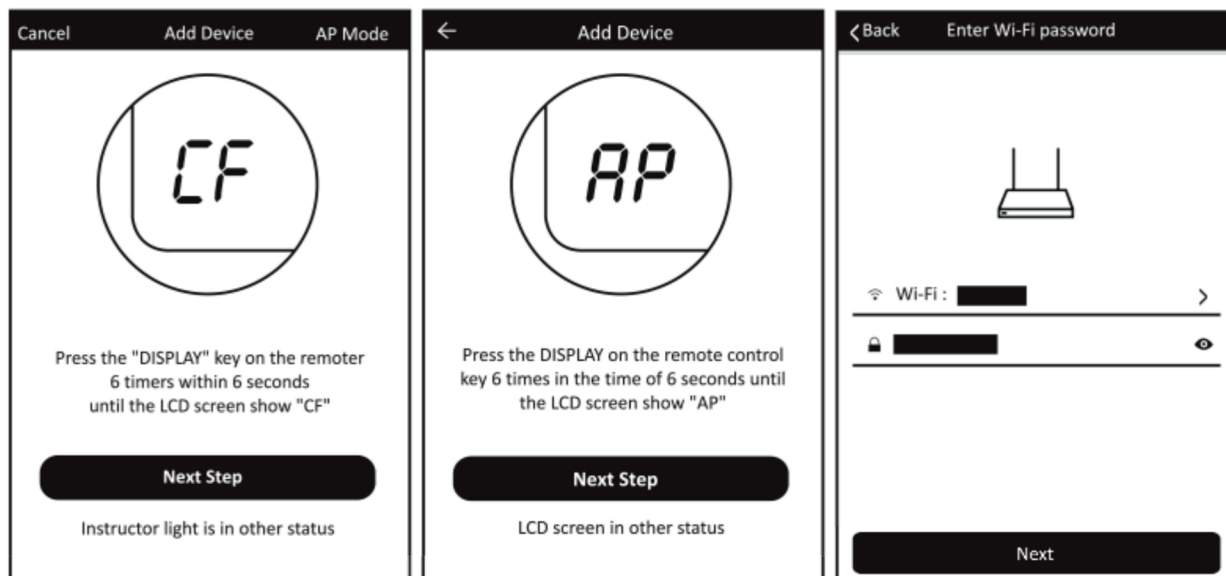 Cancel Add Device AP Mode
CF
Press the "DISPLAY" key on the remoter
6 timers within 6 seconds
until the LCD screen show "CF"
Next Step
Instructor light is in other status
Add Device
AP
Press the DISPLAY on the remote control
key 6 times in the time of 6 seconds until
the LCD screen show "AP"
Next Step
LCD screen in other status
Back Enter Wi-Fi password
Wi-Fi :
Next